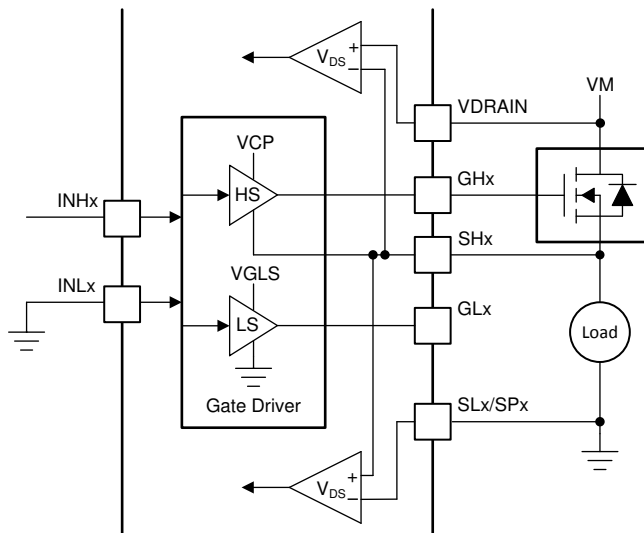 VDS
+
−
VM
VDRAIN
VCP
GHx
HS
INHx
SHx
VGLS
INLx
GLx
LS
Load
Gate Driver
SLx/SPx
VDS
+
−